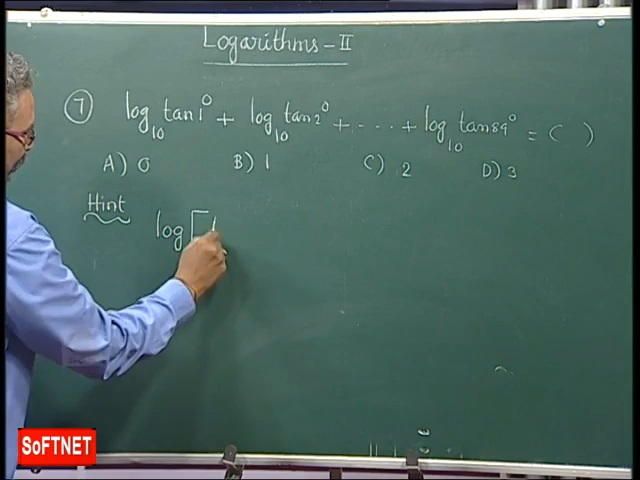 Logarithms - II
7 log₁₀ tan1° + log₁₀ tan2° + .... + log₁₀ tan89° = ( )
A) 0 B) 1 C) 2 D) 3
Hint
log [t
SoFTNET